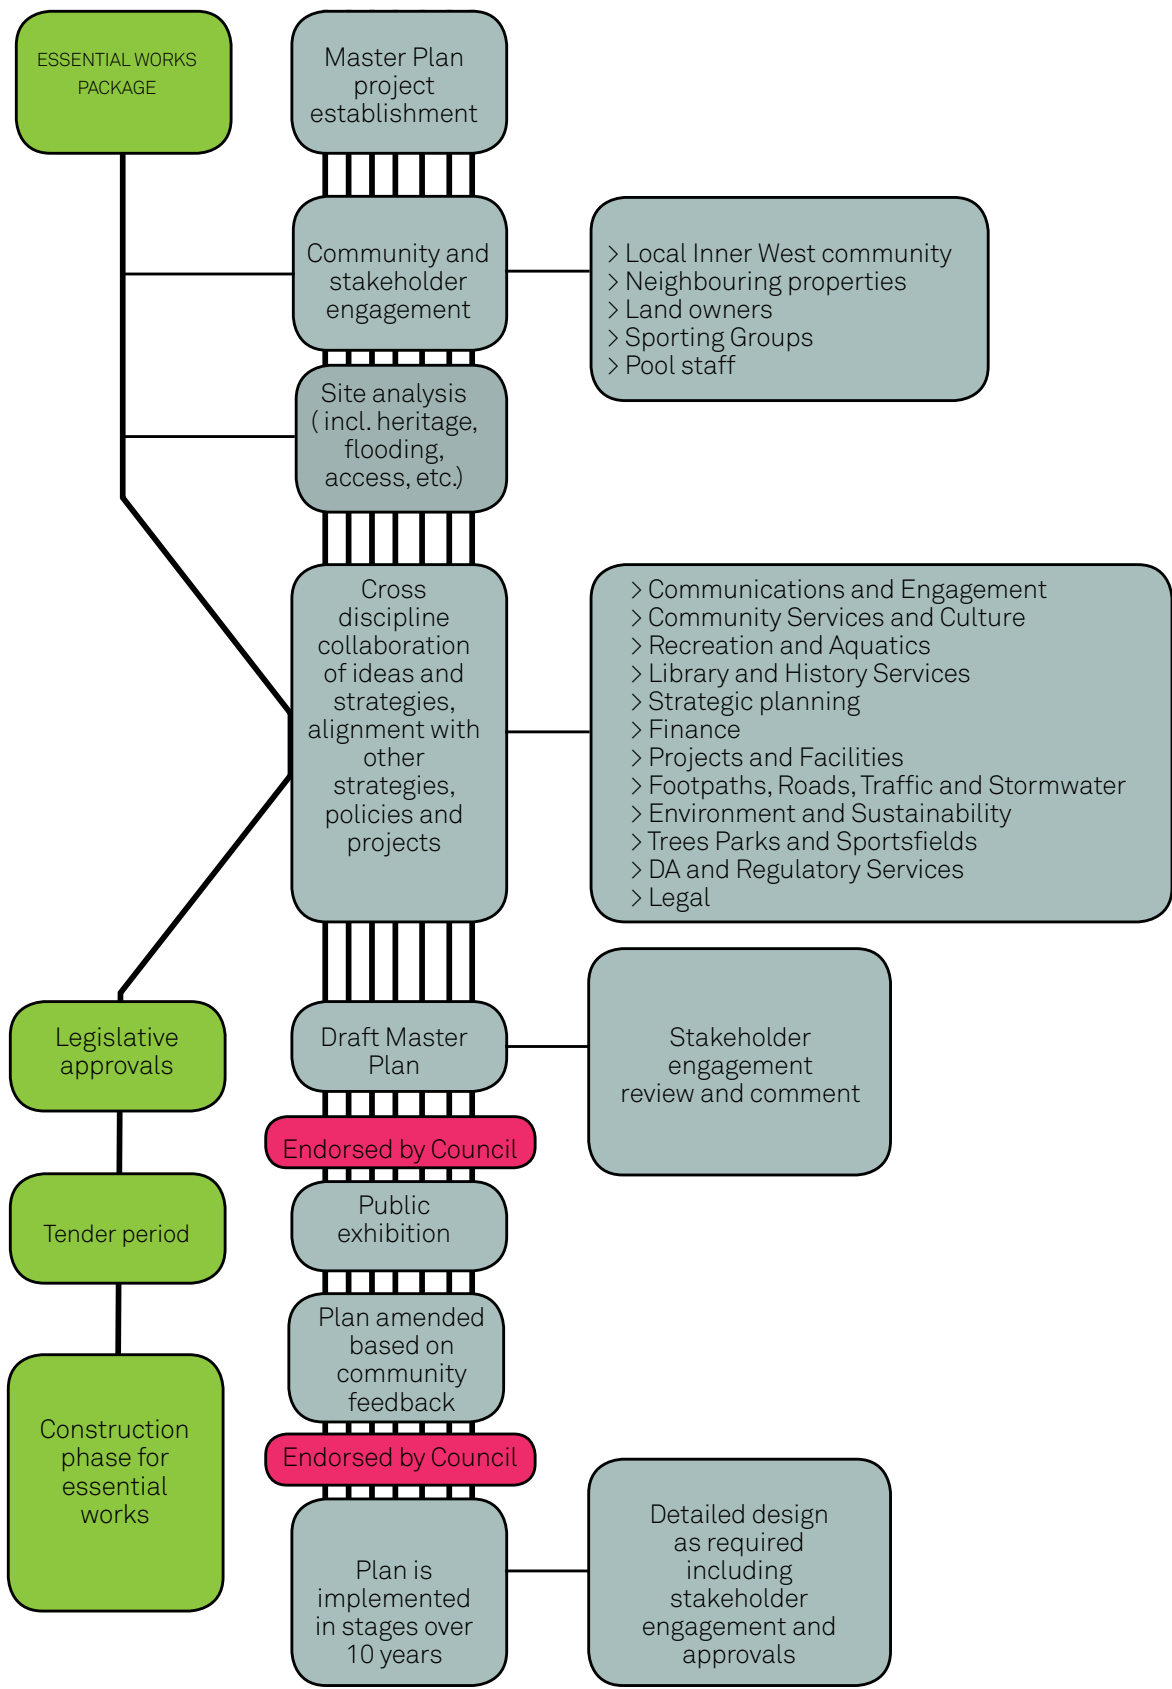 ESSENTIAL WORKS
PACKAGE
Master Plan
project
establishment
Community and
stakeholder
engagement
> Local Inner West community
> Neighbouring properties
> Land owners
> Sporting Groups
> Pool staff
Site analysis
( incl. heritage,
flooding,
access, etc.)
Cross
discipline
collaboration
of ideas and
strategies,
alignment with
other
strategies,
policies and
projects
> Communications and Engagement
> Community Services and Culture
> Recreation and Aquatics
> Library and History Services
> Strategic planning
> Finance
> Projects and Facilities
> Footpaths, Roads, Traffic and Stormwater
> Environment and Sustainability
> Trees Parks and Sportsfields
> DA and Regulatory Services
> Legal
Legislative
approvals
Draft Master
Plan
Stakeholder
engagement
review and comment
Endorsed by Council
Tender period
Public
exhibition
Plan amended
based on
community
feedback
Construction
phase for
essential
works
Endorsed by Council
Plan is
implemented
in stages over
10 years
Detailed design
as required
including
stakeholder
engagement and
approvals